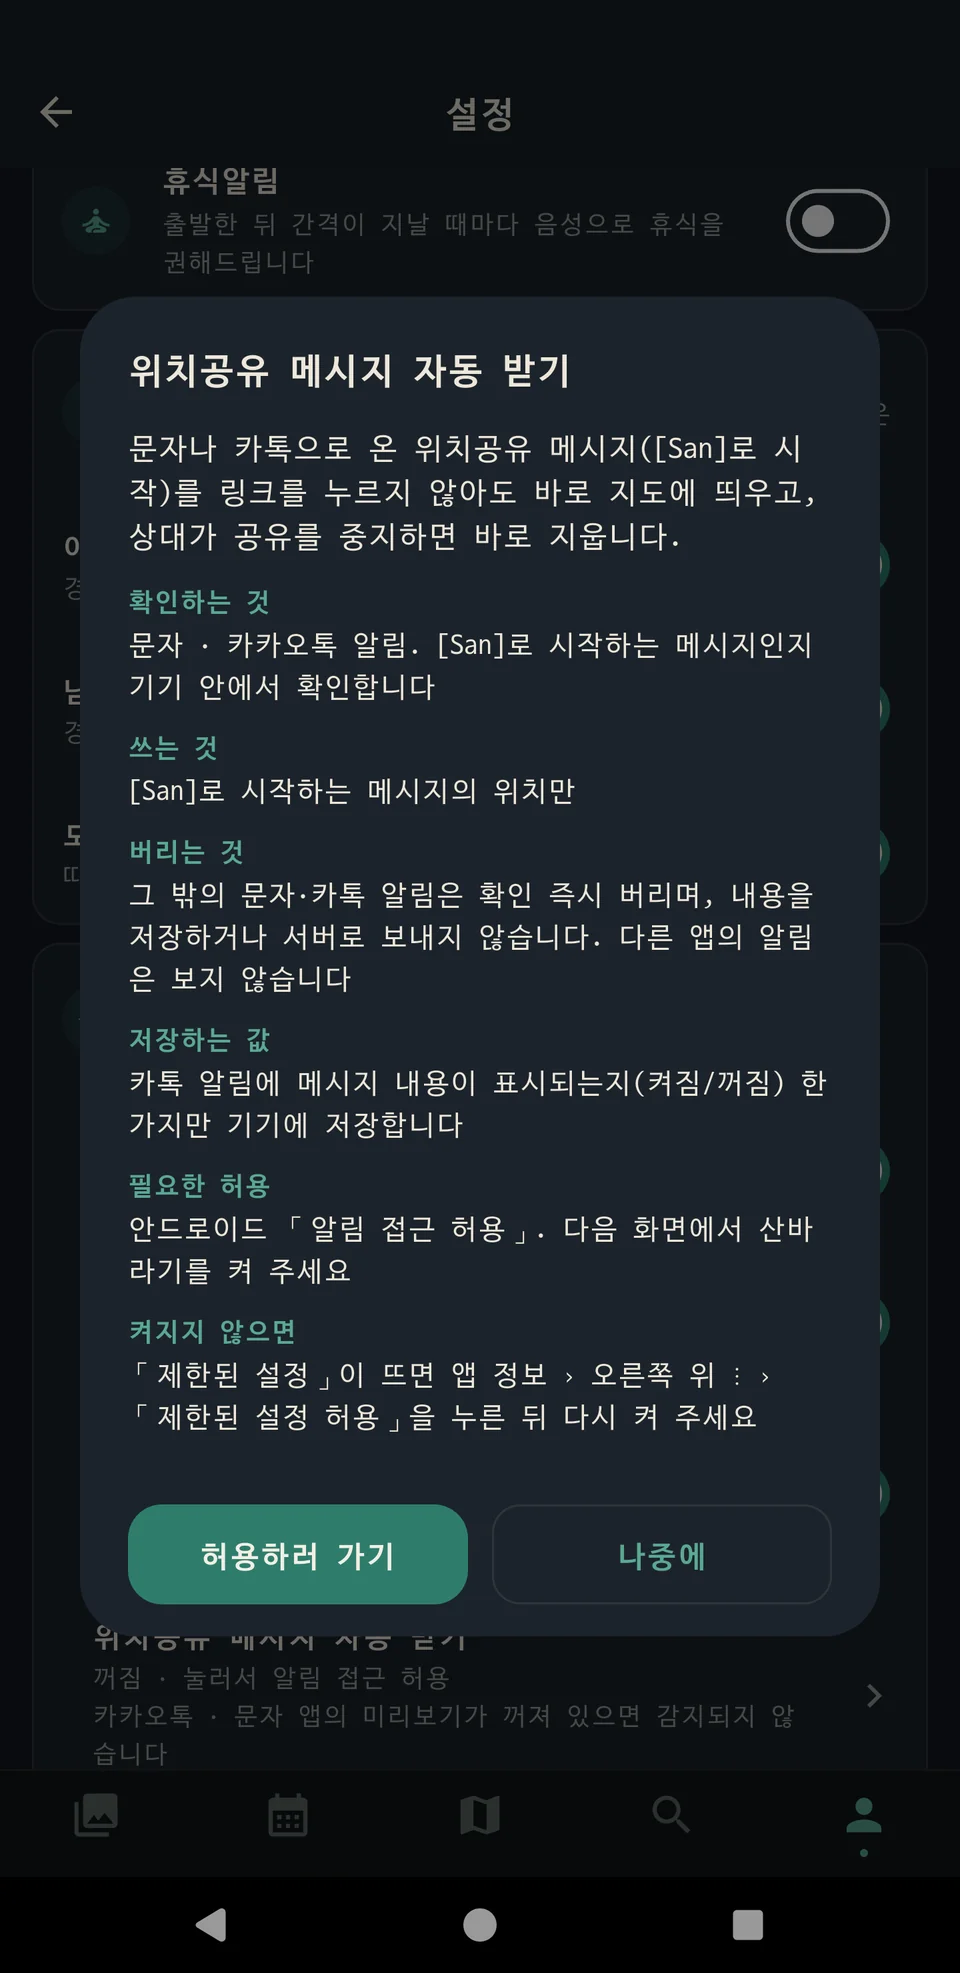 설정
휴식알림
출발한 뒤 간격이 지날 때마다 음성으로 휴식을
권해드립니다
위치공유 메시지 자동 받기
문자나 카톡으로 온 위치공유 메시지([San]로 시
작)를 링크를 누르지 않아도 바로 지도에 띄우고,
상대가 공유를 중지하면 바로 지웁니다.
확인하는 것
문자 · 카카오톡 알림. [San]로 시작하는 메시지인지
기기 안에서 확인합니다
쓰는 것
[San]로 시작하는 메시지의 위치만
버리는 것
그 밖의 문자·카톡 알림은 확인 즉시 버리며, 내용을
저장하거나 서버로 보내지 않습니다. 다른 앱의 알림
은 보지 않습니다
저장하는 값
카톡 알림에 메시지 내용이 표시되는지(켜짐/꺼짐) 한
가지만 기기에 저장합니다
필요한 허용
안드로이드 「알림 접근 허용」. 다음 화면에서 산바
라기를 켜 주세요
켜지지 않으면
「제한된 설정」이 뜨면 앱 정보 › 오른쪽 위 ⋮ ›
「제한된 설정 허용」을 누른 뒤 다시 켜 주세요
허용하러 가기
나중에
위치공유 메시지 자동 받기
꺼짐 · 눌러서 알림 접근 허용
카카오톡 · 문자 앱의 미리보기가 꺼져 있으면 감지되지 않
습니다